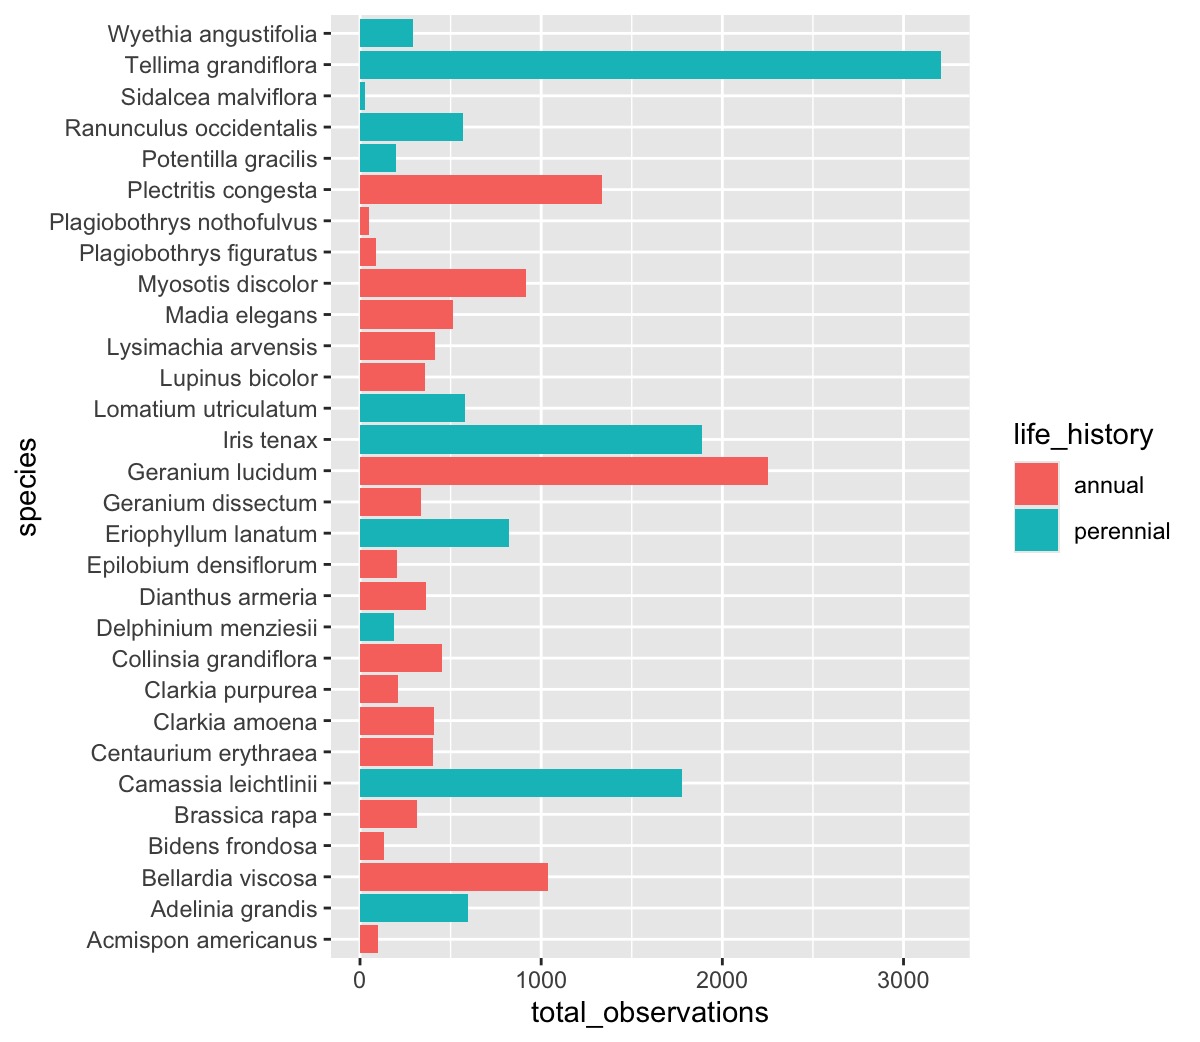 Wyethia angustifolia
Tellima grandiflora
Sidalcea malviflora
Ranunculus occidentalis
Potentilla gracilis
Plectritis congesta
Plagiobothrys nothofulvus
Plagiobothrys figuratus
Myosotis discolor
Madia elegans
Lysimachia arvensis
Lupinus bicolor
Lomatium utriculatum
Iris tenax
Geranium lucidum
Geranium dissectum
Eriophyllum lanatum
Epilobium densiflorum
Dianthus armeria
Delphinium menziesii
Collinsia grandiflora
Clarkia purpurea
Clarkia amoena
Centaurium erythraea
Camassia leichtlinii
Brassica rapa
Bidens frondosa
Bellardia viscosa
Adelinia grandis
Acmispon americanus
species
0 1000 2000 3000
total_observations
life_history
annual
perennial